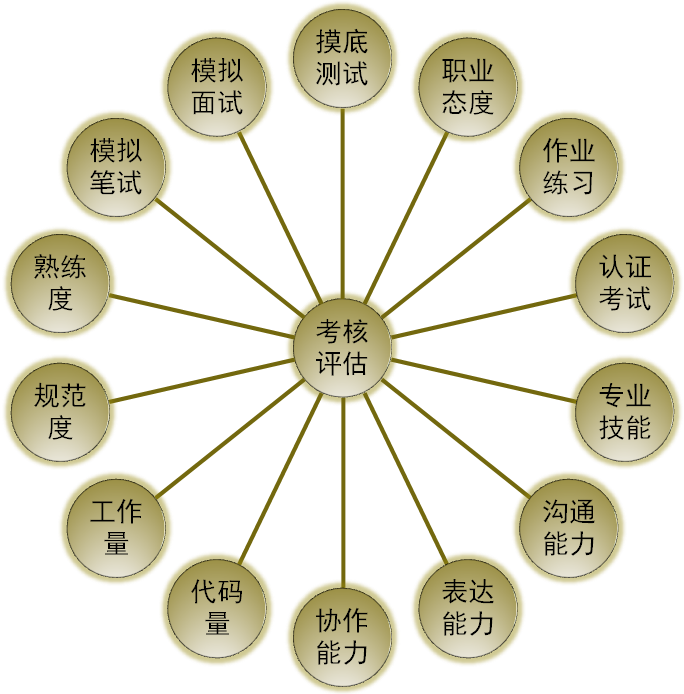 摸底
测试
职业
态度
作业
练习
认证
考试
专业
技能
沟通
能力
表达
能力
协作
能力
代码
量
工作
量
规范
度
熟练
度
模拟
笔试
模拟
面试
考核
评估